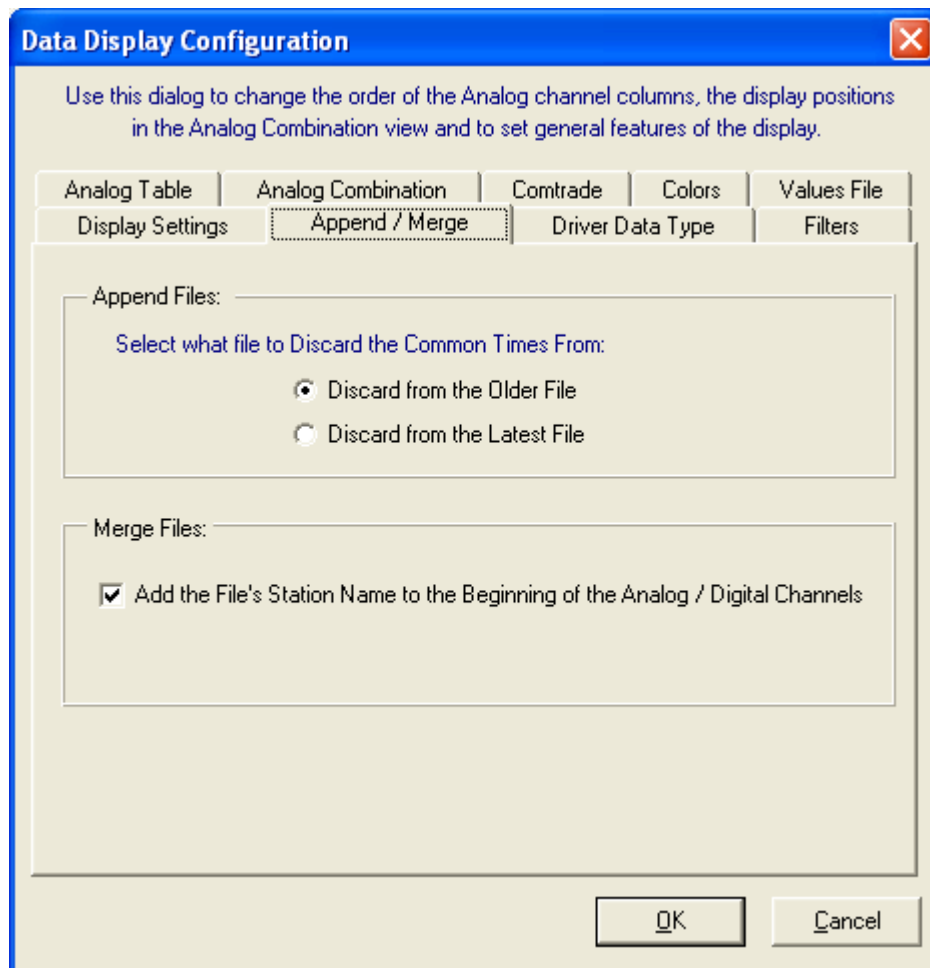 Data Display Configuration
Use this dialog to change the order of the Analog channel columns, the display positions
in the Analog Combination view and to set general features of the display.
Analog Table Analog Combination Comtrade Colors Values File
Display Settings Append / Merge Driver Data Type Filters
Append Files:
Select what file to Discard the Common Times From:
Discard from the Older File
Discard from the Latest File
Merge Files:
Add the File's Station Name to the Beginning of the Analog / Digital Channels
OK Cancel